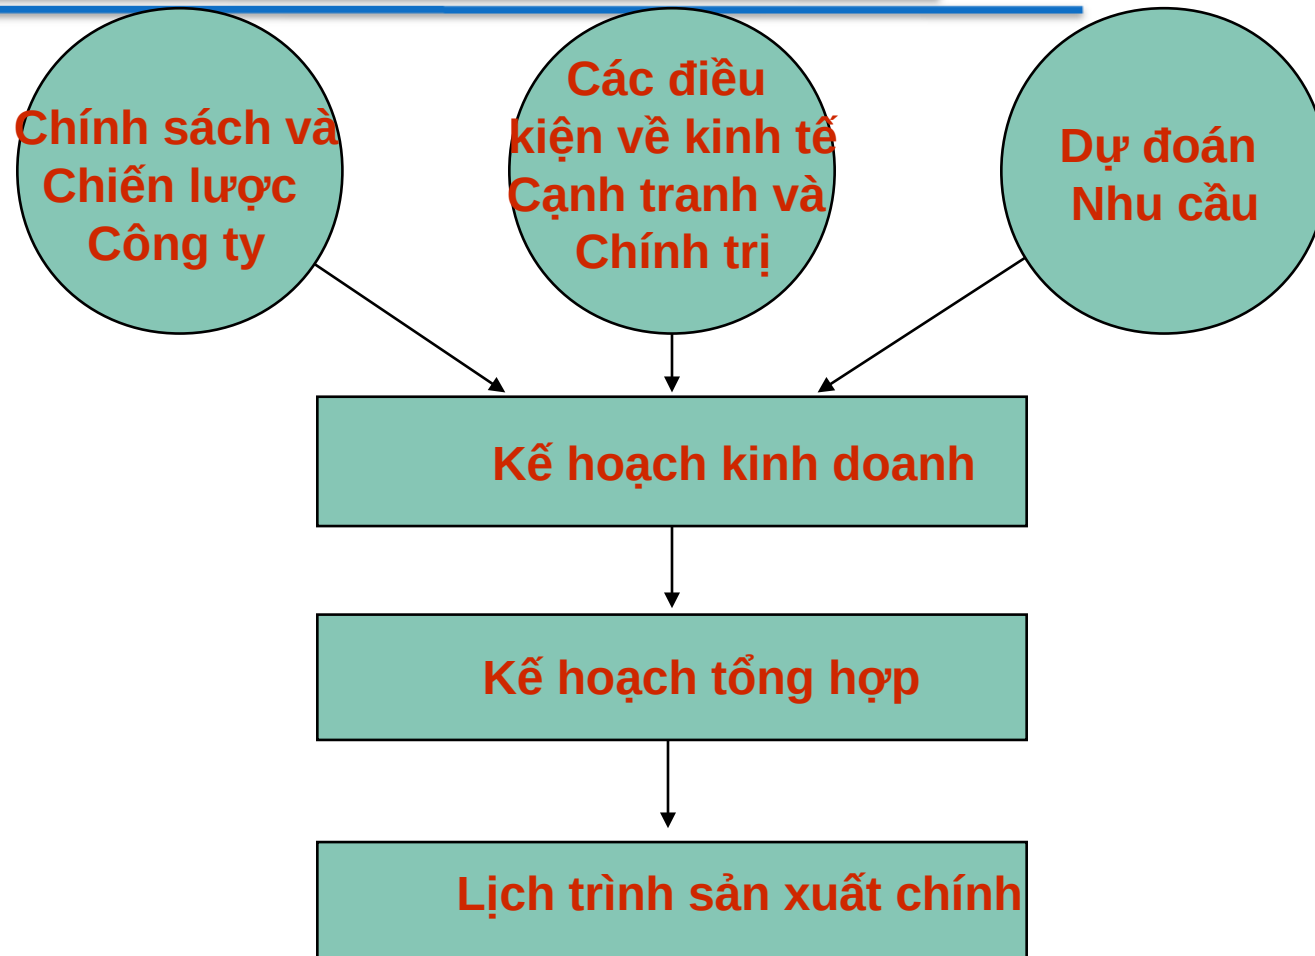 Chính sách và
Chiến lược
Công ty
Các điều
kiện về kinh tế
Cạnh tranh và
Chính trị
Dự đoán
Nhu cầu
Kế hoạch kinh doanh
Kế hoạch tổng hợp
Lịch trình sản xuất chính